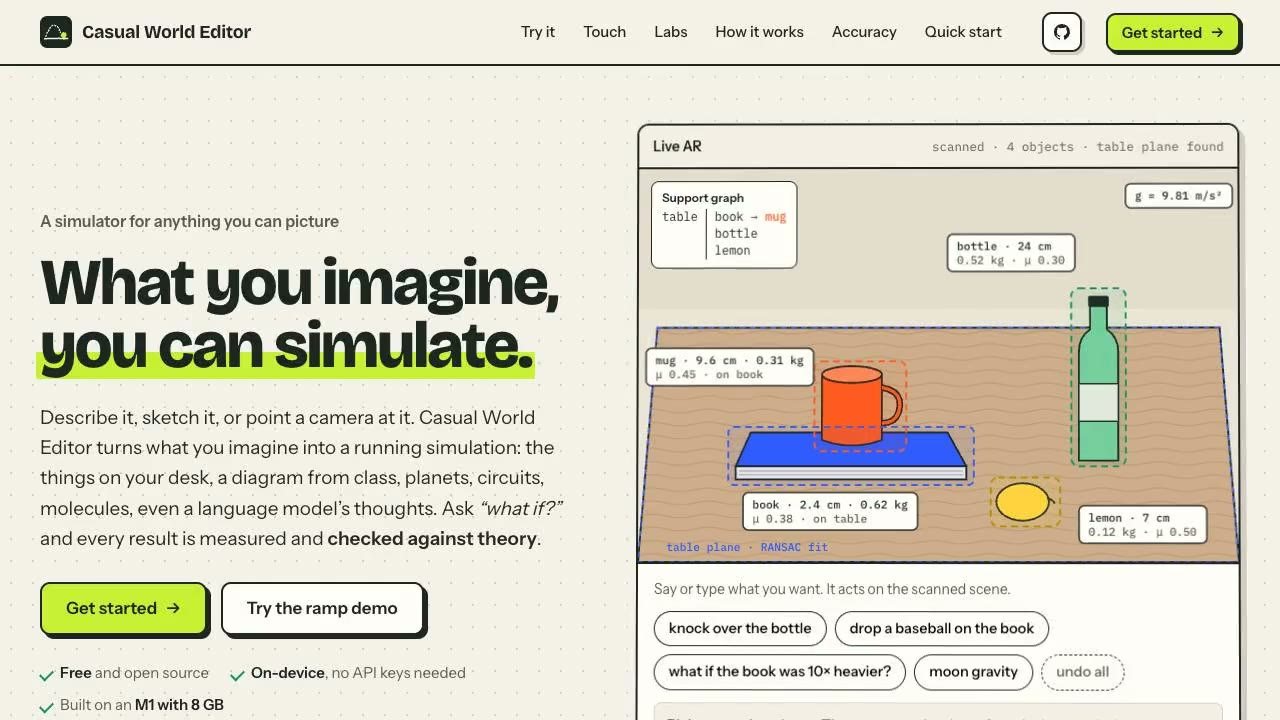 Casual World Editor
Try it
Touch
Labs
How it works
Accuracy
Quick start
Get started →
A simulator for anything you can picture
What you imagine,
you can simulate.
Describe it, sketch it, or point a camera at it. Casual World
Editor turns what you imagine into a running simulation: the
things on your desk, a diagram from class, planets, circuits,
molecules, even a language model’s thoughts. Ask “what if?”
and every result is measured and checked against theory.
Get started →
Try the ramp demo
Free and open source
On-device, no API keys needed
Built on an M1 with 8 GB
Live AR
scanned · 4 objects · table plane found
Support graph
table book → mug
bottle
lemon
g = 9.81 m/s²
bottle · 24 cm
0.52 kg · μ 0.30
mug · 9.6 cm · 0.31 kg
μ 0.45 · on book
book · 2.4 cm · 0.62 kg
μ 0.38 · on table
lemon · 7 cm
0.12 kg · μ 0.50
table plane · RANSAC fit
Say or type what you want. It acts on the scanned scene.
knock over the bottle
drop a baseball on the book
what if the book was 10× heavier?
moon gravity
undo all